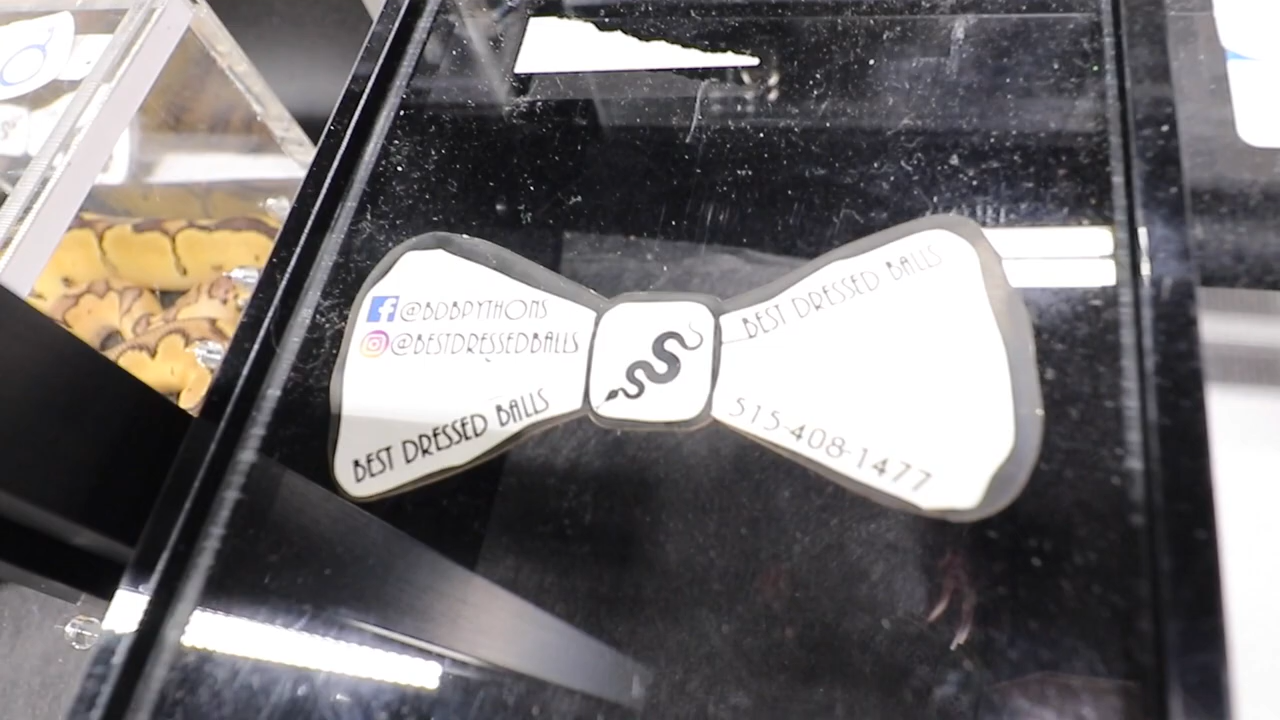 @BDBPYTHONS
@BESTDRESSEDBALLS
BEST DRESSED BALLS
BEST DRESSED BALLS
515-408-1477